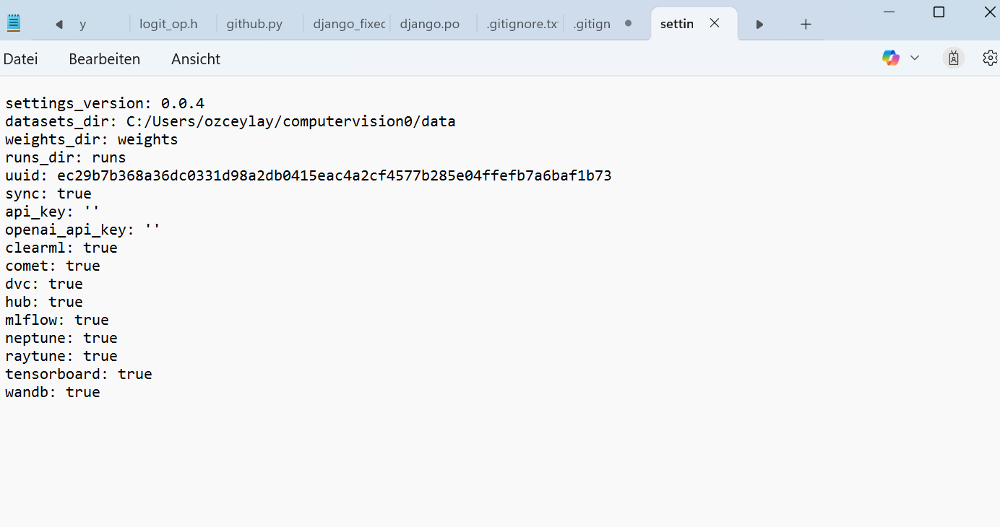 y
logit_op.h
github.py
django_fixed
django.po
.gitignore.tx
.gitign
settin
Datei
Bearbeiten
Ansicht
settings_version: 0.0.4
datasets_dir: C:/Users/ozceylay/computervision0/data
weights_dir: weights
runs_dir: runs
uuid: ec29b7b368a36dc0331d98a2db0415eac4a2cf4577b285e04ffefb7a6baf1b73
sync: true
api_key: ''
openai_api_key: ''
clearml: true
comet: true
dvc: true
hub: true
mlflow: true
neptune: true
raytune: true
tensorboard: true
wandb: true